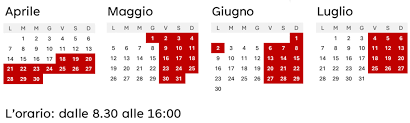 Aprile Maggio Giugno Luglio
L M M G V S D L M M G V S D L M M G V S D L M M G V S D
1 2 3 4 5 6 1 2 3 4 1 1 2 3 4 5 6
7 8 9 10 11 12 13 5 6 7 8 9 10 11 2 3 4 5 6 7 8 7 8 9 10 11 12 13
14 15 16 17 18 19 20 12 13 14 15 16 17 18 9 10 11 12 13 14 15 14 15 16 17 18 19 20
21 22 23 24 25 26 27 19 20 21 22 23 24 25 16 17 18 19 20 21 22 21 22 23 24 25 26 27
28 29 30 26 27 28 29 30 31 23 24 25 26 27 28 29 28 29 30 31
30
L'orario: dalle 8.30 alle 16:00